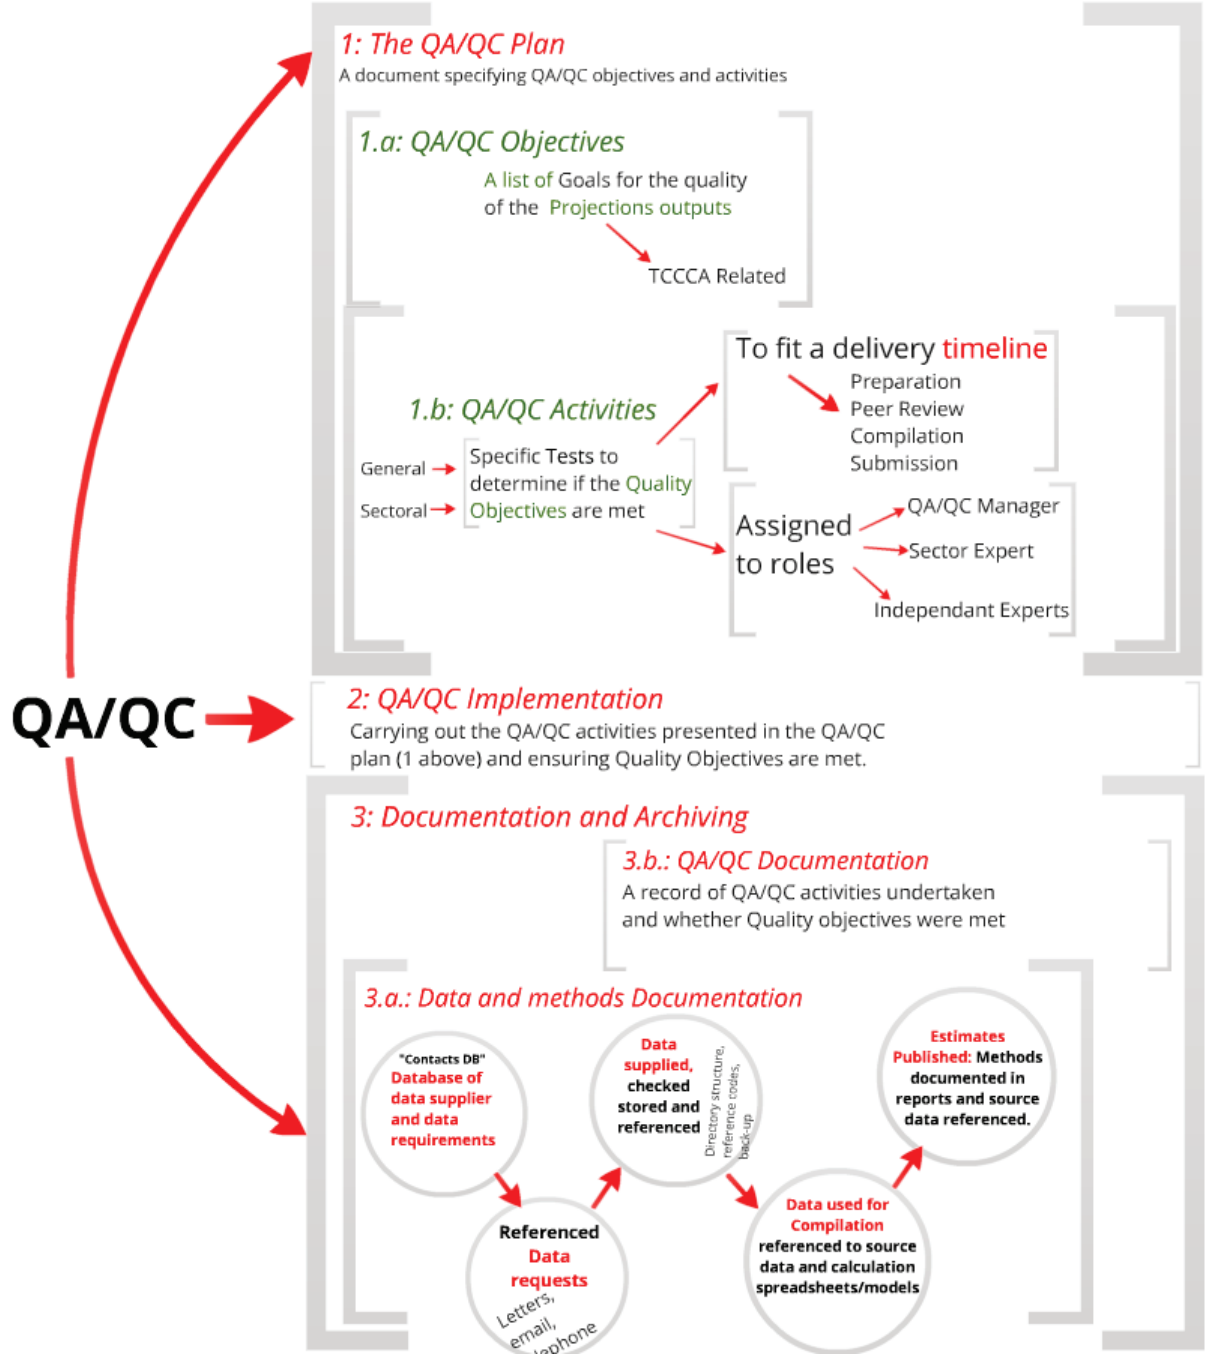 1: The QA/QC Plan
A document specifying QA/QC objectives and activities
1.a: QA/QC Objectives
A list of Goals for the quality
of the Projections outputs
TCCCA Related
1.b: QA/QC Activities
General
Sectoral
Specific Tests to
determine if the Quality
Objectives are met
To fit a delivery timeline
Preparation
Peer Review
Compilation
Submission
Assigned
to roles
QA/QC Manager
Sector Expert
Independant Experts
QA/QC
2: QA/QC Implementation
Carrying out the QA/QC activities presented in the QA/QC
plan (1 above) and ensuring Quality Objectives are met.
3: Documentation and Archiving
3.b.: QA/QC Documentation
A record of QA/QC activities undertaken
and whether Quality objectives were met
3.a.: Data and methods Documentation
"Contacts DB"
Database of
data supplier
and data
requirements
Referenced
Data
requests
Letters,
email,
Data
supplied,
checked
stored and
referenced
Directory structure,
reference codes,
back-up
Data used for
Compilation
referenced to source
data and calculation
spreadsheets/models
Estimates
Published: Methods
documented in
reports and source
data referenced.